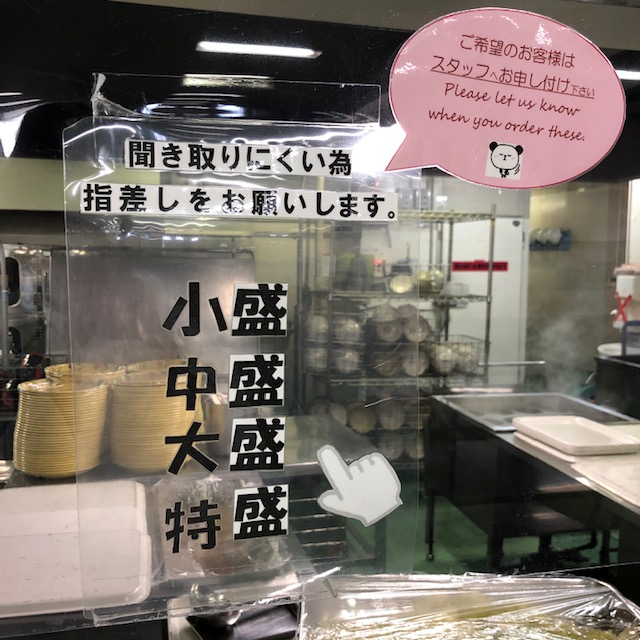 ご希望のお客様は
スタッフへお申し付け下さい
Please let us know
when you order these.
聞き取りにくい為
指差しをお願いします。
小盛
中盛
大盛
特盛